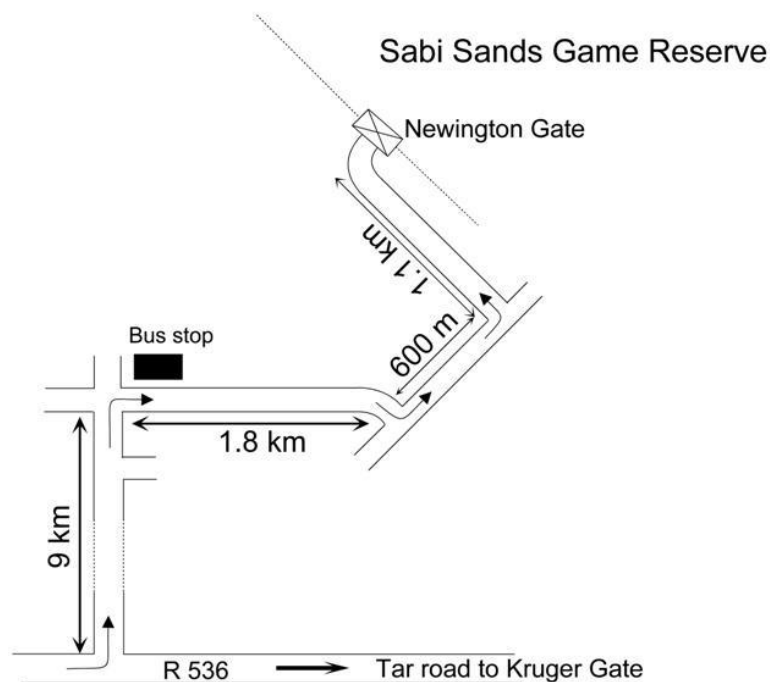 Sabi Sands Game Reserve
Newington Gate
1.1 km
600 m
Bus stop
1.8 km
9 km
R 536
Tar road to Kruger Gate